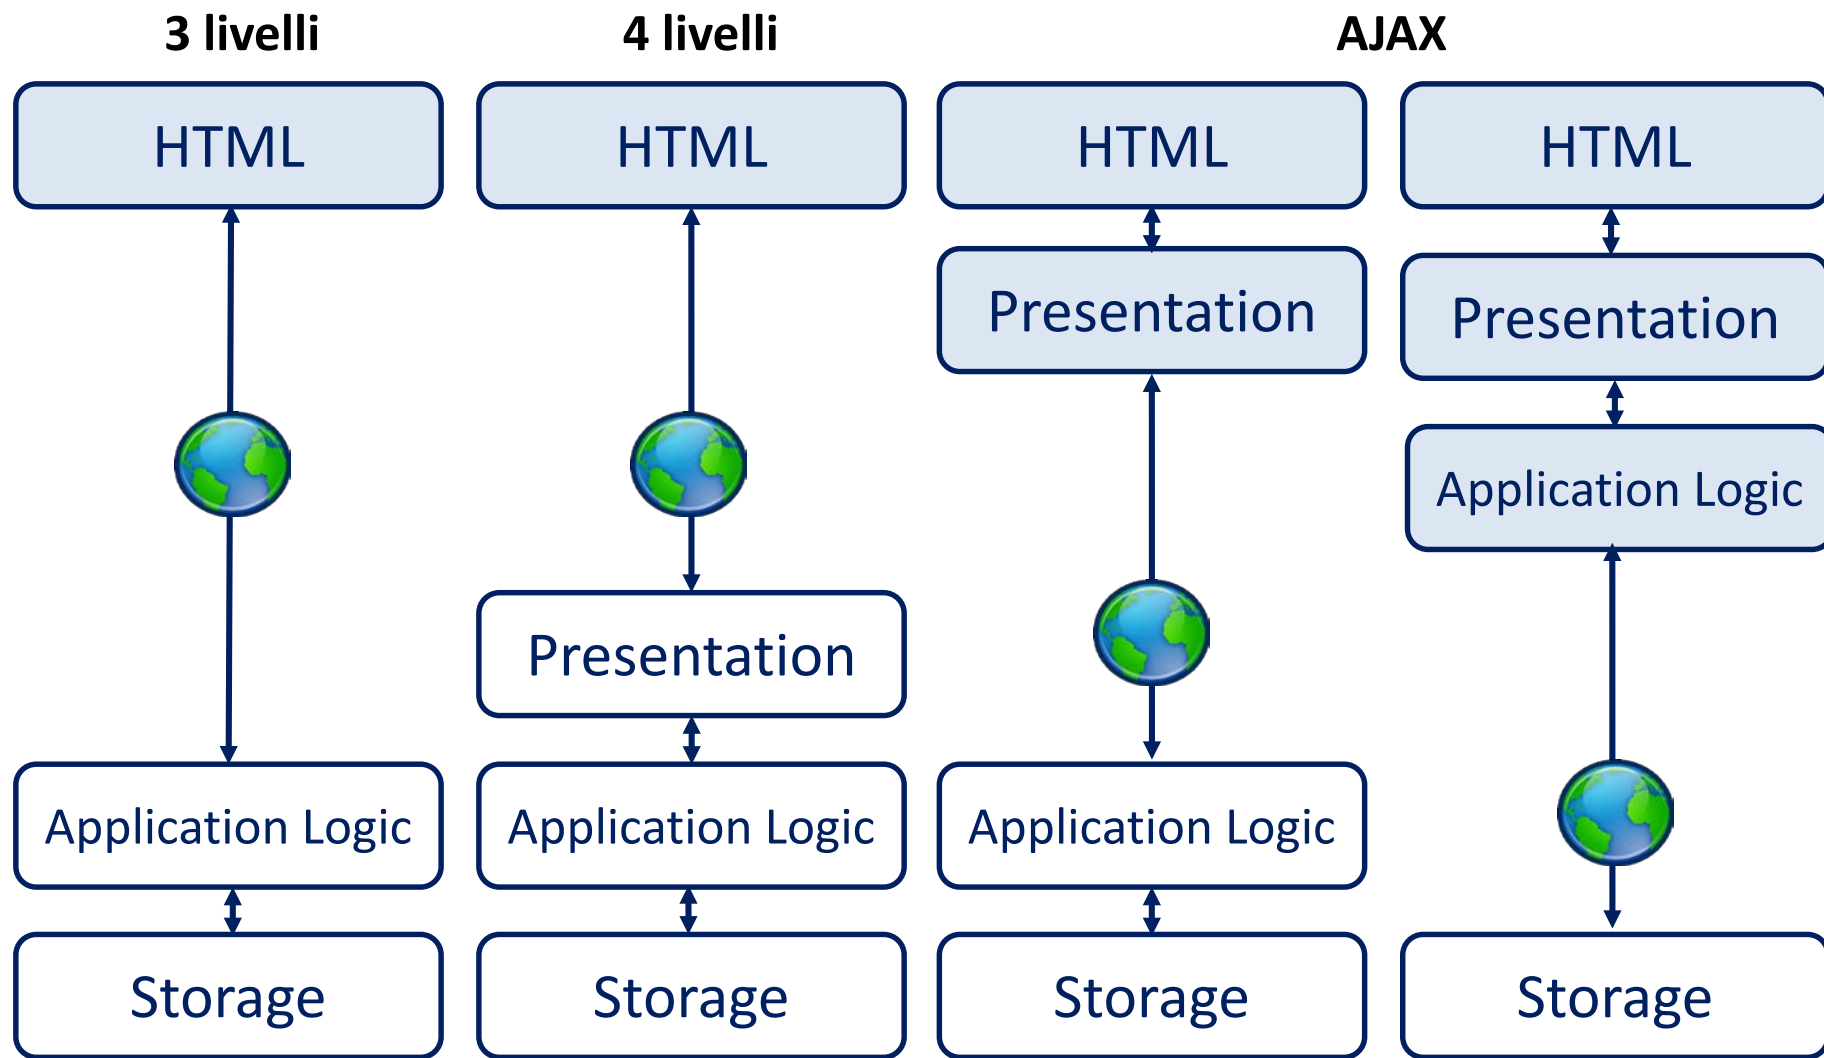 3 livelli
4 livelli
AJAX
HTML
HTML
HTML
HTML
Presentation
Presentation
Application Logic
Presentation
Application Logic
Application Logic
Application Logic
Storage
Storage
Storage
Storage